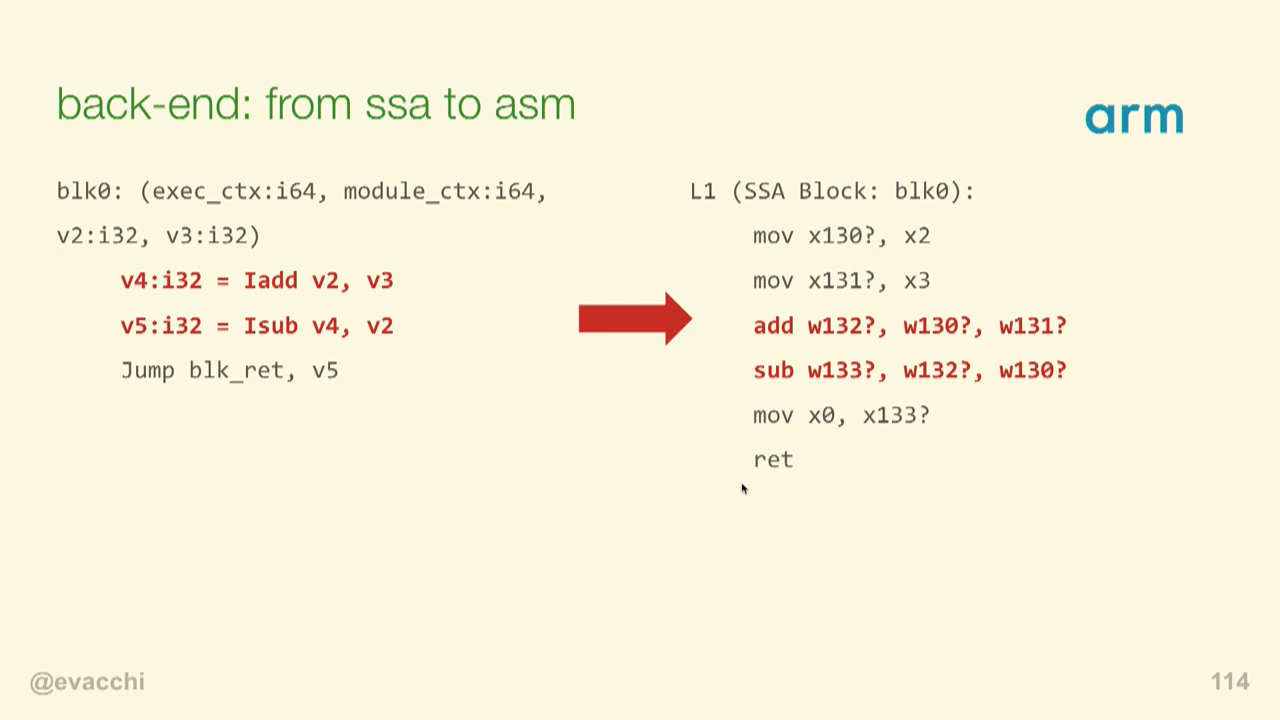 back-end: from ssa to asm
arm
blk0: (exec_ctx:i64, module_ctx:i64,
v2:i32, v3:i32)
v4:i32 = Iadd v2, v3
v5:i32 = Isub v4, v2
Jump blk_ret, v5
L1 (SSA Block: blk0):
mov x130?, x2
mov x131?, x3
add w132?, w130?, w131?
sub w133?, w132?, w130?
mov x0, x133?
ret
@evacchi
114